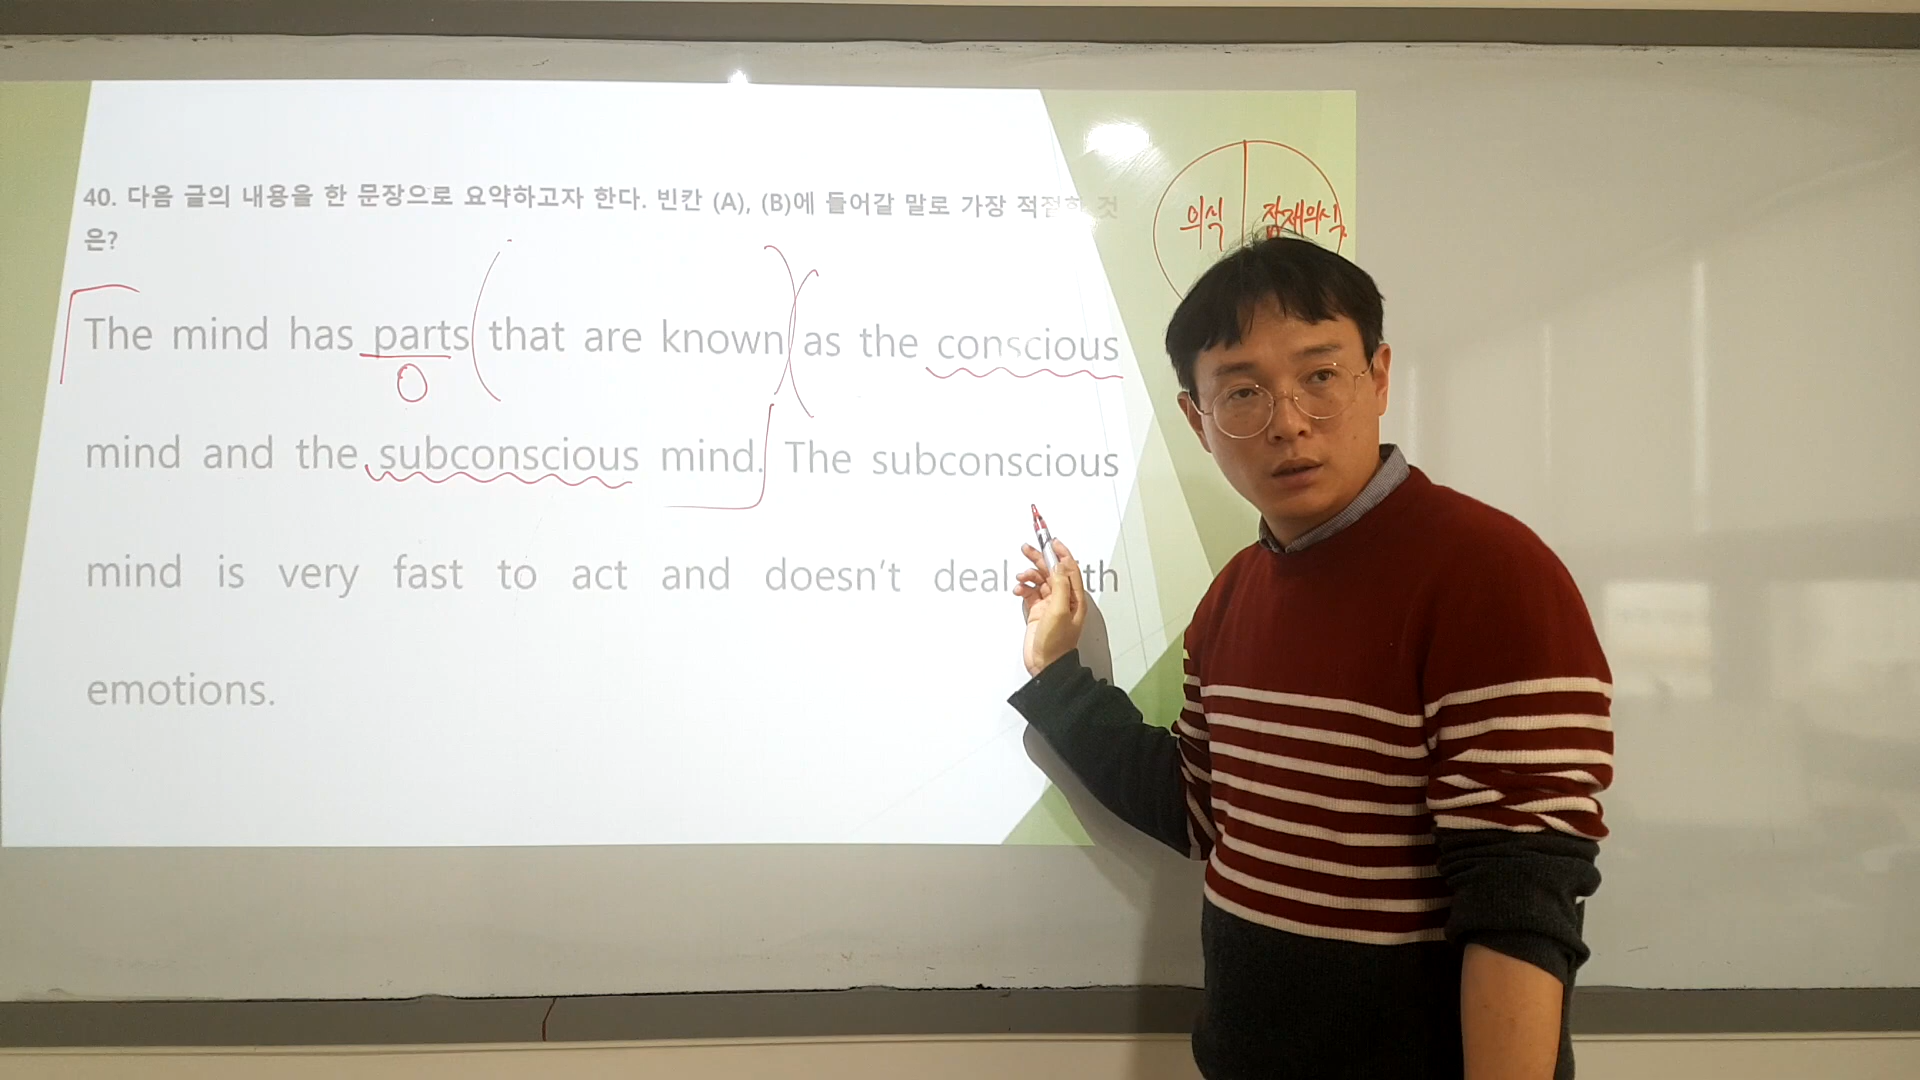 40. 다음 글의 내용을 한 문장으로 요약하고자 한다. 빈칸 (A), (B)에 들어갈 말로 가장 적절한 것
은?
의식 잠재의식
The mind has parts that are known as the conscious
mind and the subconscious mind. The subconscious
mind is very fast to act and doesn't deal th
emotions.